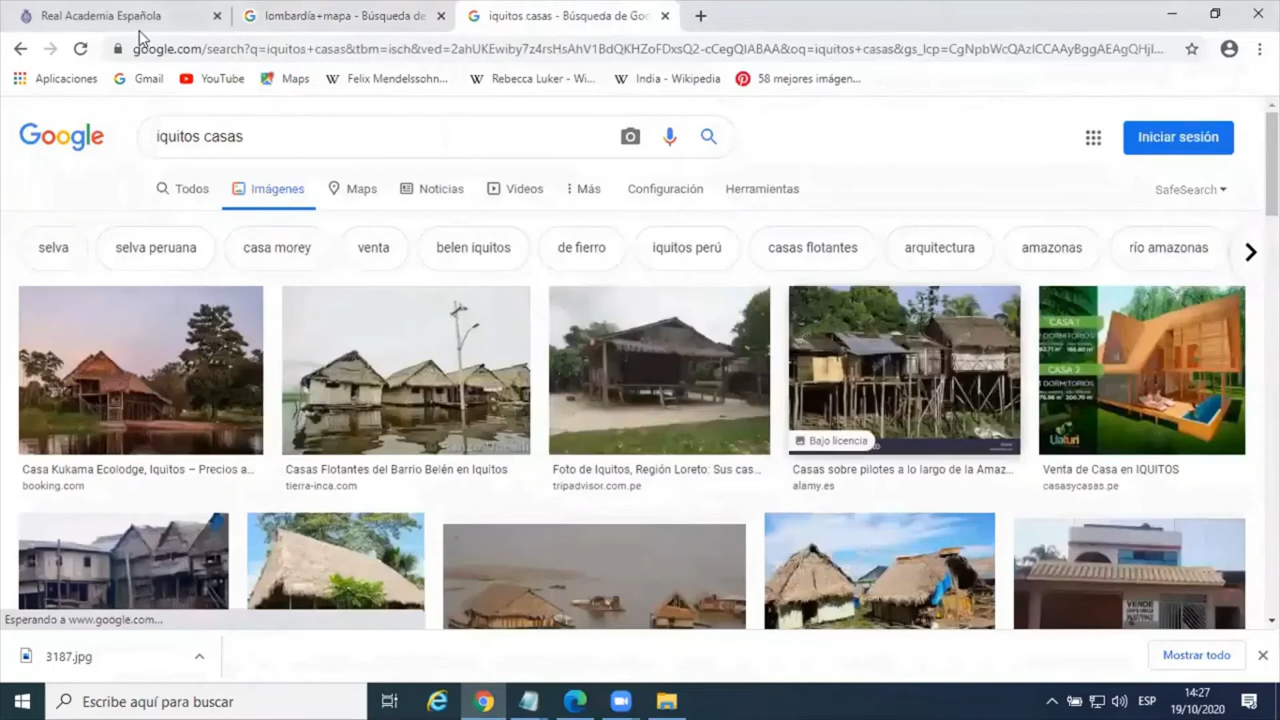 Real Academia Española
lombardía+mapa - Búsqueda de
iquitos casas - Búsqueda de Goo
google.com/search?q=iquitos+casas&tbm=isch&ved=2ahUKEwiby7z4rsHsAhV1BdQKHZoFDxsQ2-cCegQIABAA&oq=iquitos+casas&gs_lcp=CgNpbWcQAzICCAAyBggAEAgQHjI...
Aplicaciones
Gmail
YouTube
Maps
Felix Mendelssohn...
Rebecca Luker - Wi...
India - Wikipedia
58 mejores imágen...
Google
iquitos casas
Iniciar sesión
Todos
Imágenes
Maps
Noticias
Videos
Más
Configuración
Herramientas
SafeSearch
selva
selva peruana
casa morey
venta
belen iquitos
de fierro
iquitos perú
casas flotantes
arquitectura
amazonas
río amazonas
CASA 1
CASA 2
Bajo licencia
Casa Kukama Ecolodge, Iquitos – Precios a...
booking.com
Casas Flotantes del Barrio Belén en Iquitos
tierra-inca.com
Foto de Iquitos, Región Loreto: Sus cas...
tripadvisor.com.pe
Casas sobre pilotes a lo largo de la Amaz...
alamy.es
Venta de Casa en IQUITOS
casasycasas.pe
VENDE
Esperando a www.google.com...
3187.jpg
Mostrar todo
Escribe aquí para buscar
ESP
14:27
19/10/2020